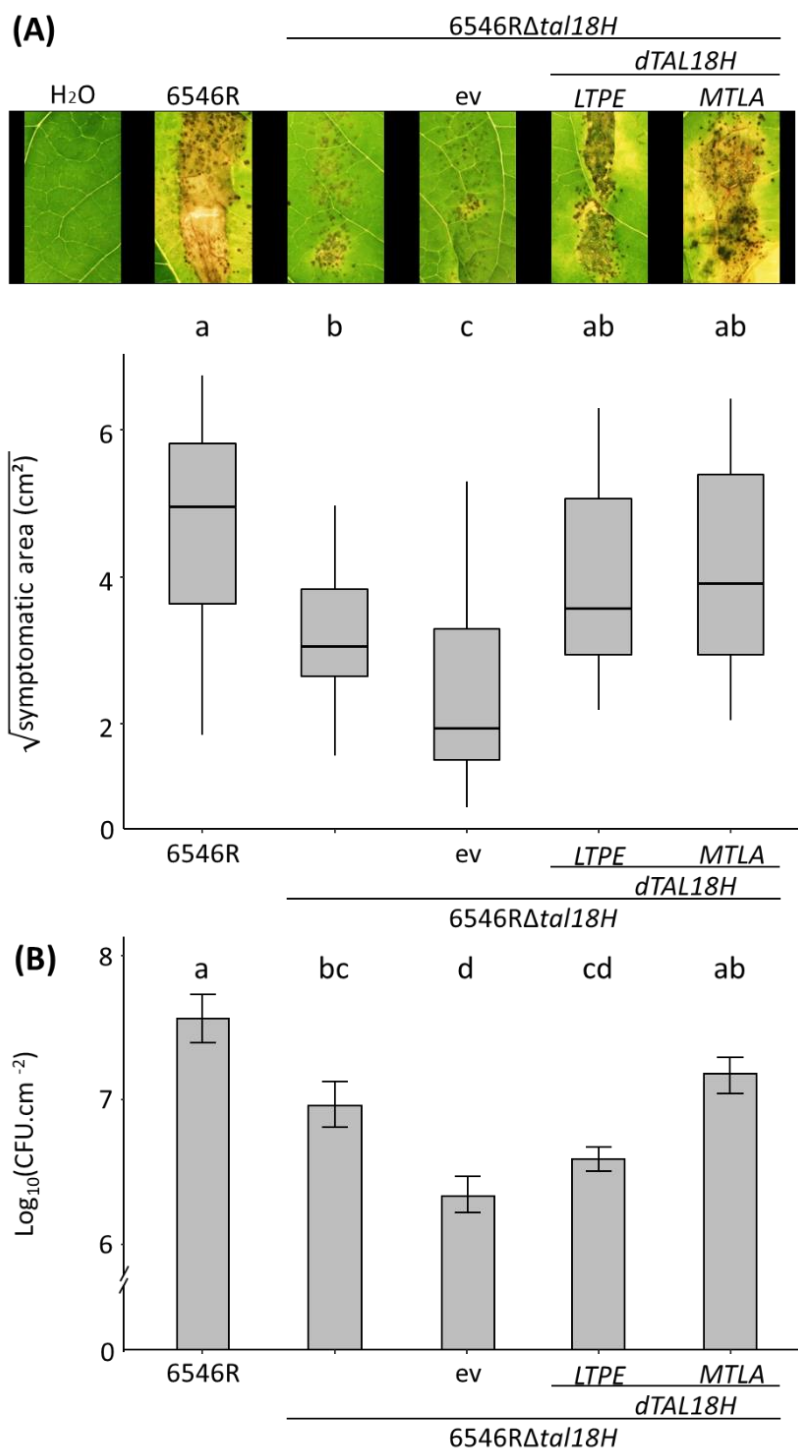 (A)
6546RΔtal18H
dTAL18H
H₂O 6546R ev LTPE MTLA
a b c ab ab
√symptomatic area (cm²)
6
4
2
0
6546R ev LTPE MTLA
dTAL18H
6546RΔtal18H
(B)
a bc d cd ab
Log₁₀(CFU.cm⁻²)
8
7
6
0
6546R ev LTPE MTLA
dTAL18H
6546RΔtal18H